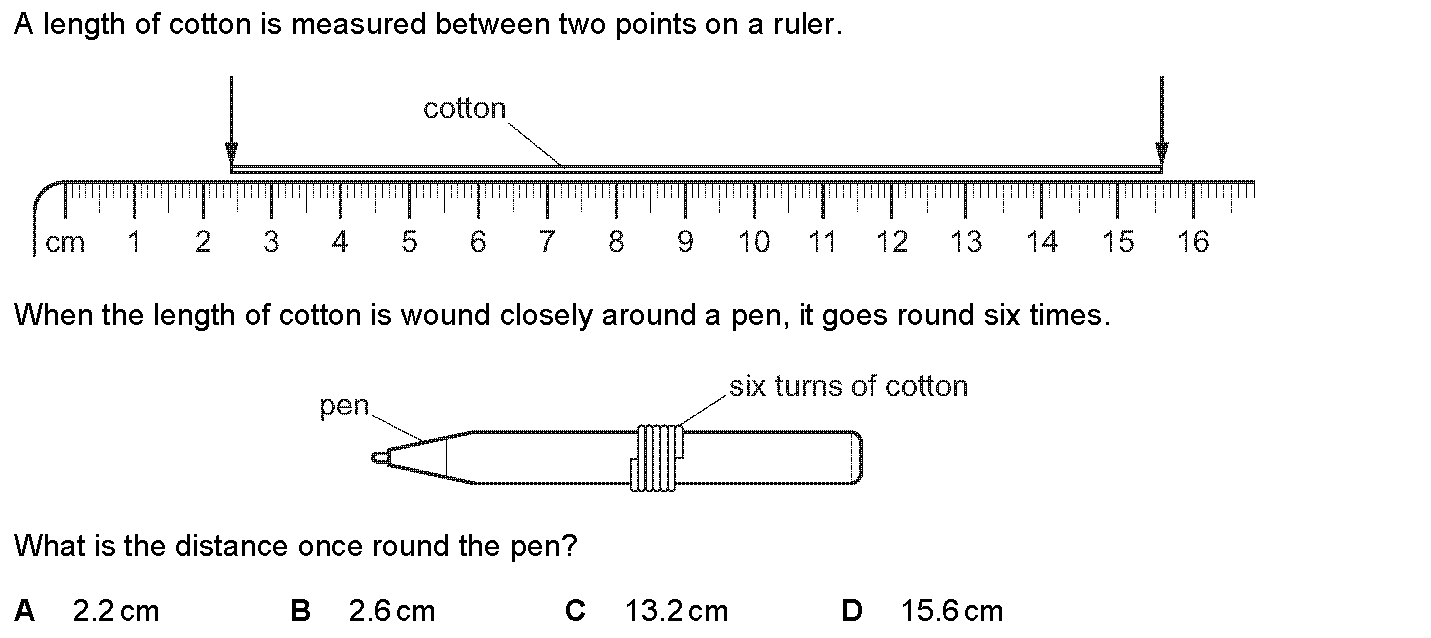 A length of cotton is measured between two points on a ruler.
cotton
cm 1 2 3 4 5 6 7 8 9 10 11 12 13 14 15 16
When the length of cotton is wound closely around a pen, it goes round six times.
six turns of cotton
pen
What is the distance once round the pen?
A 2.2 cm B 2.6 cm C 13.2 cm D 15.6 cm